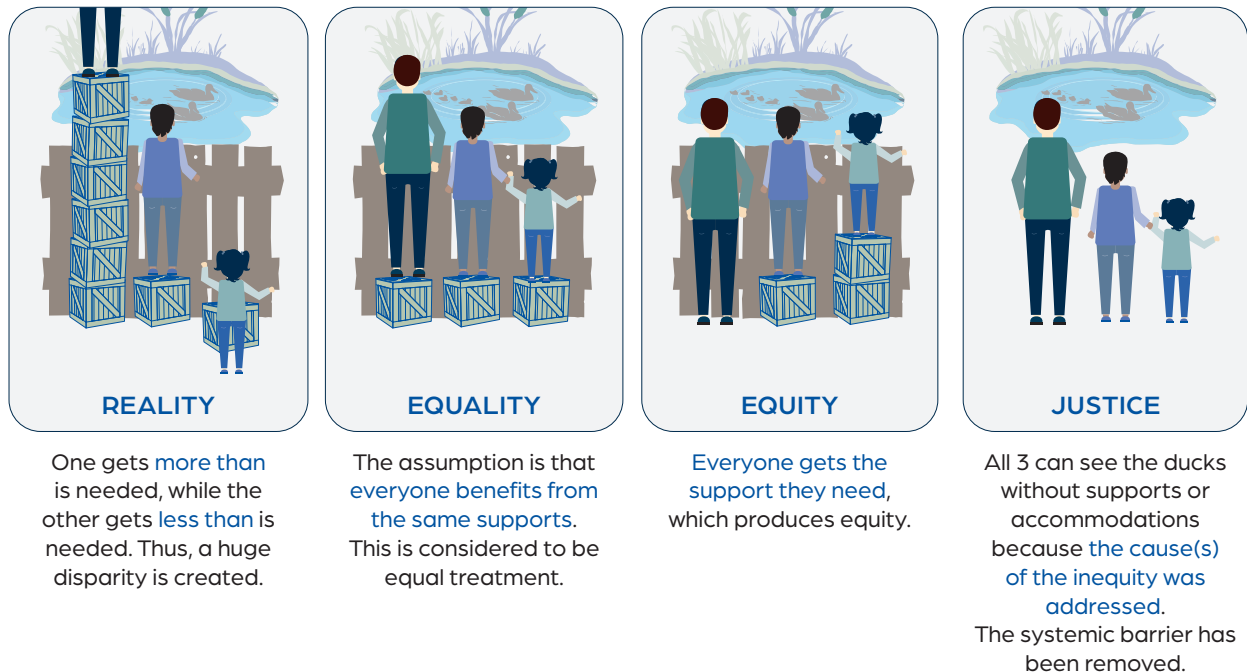 REALITY
One gets more than
is needed, while the
other gets less than is
needed. Thus, a huge
disparity is created.
EQUALITY
The assumption is that
everyone benefits from
the same supports.
This is considered to be
equal treatment.
EQUITY
Everyone gets the
support they need,
which produces equity.
JUSTICE
All 3 can see the ducks
without supports or
accommodations
because the cause(s)
of the inequity was
addressed.
The systemic barrier has
been removed.